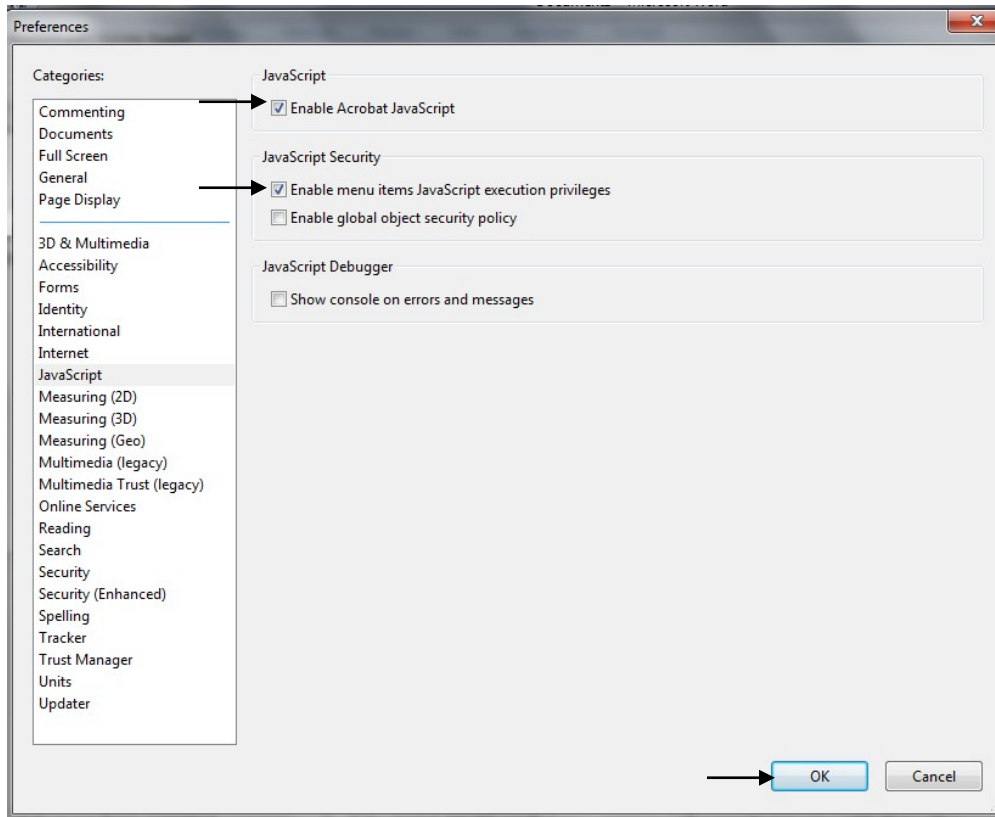 Preferences
Categories:
Commenting
Documents
Full Screen
General
Page Display
3D & Multimedia
Accessibility
Forms
Identity
International
Internet
JavaScript
Measuring (2D)
Measuring (3D)
Measuring (Geo)
Multimedia (legacy)
Multimedia Trust (legacy)
Online Services
Reading
Search
Security
Security (Enhanced)
Spelling
Tracker
Trust Manager
Units
Updater
JavaScript
Enable Acrobat JavaScript
JavaScript Security
Enable menu items JavaScript execution privileges
Enable global object security policy
JavaScript Debugger
Show console on errors and messages
OK
Cancel